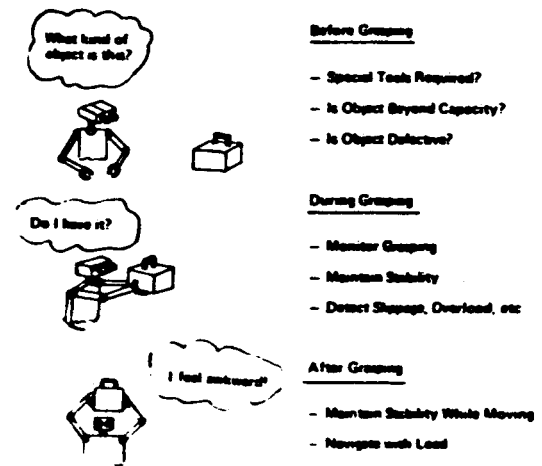 What kind of
object is this?
Before Grasping
– Special Tools Required?
– Is Object Beyond Capacity?
– Is Object Defective?
Do I have it?
During Grasping
– Monitor Grasping
– Maintain Stability
– Detect Slippage, Overload, etc
I feel awkward!
After Grasping
– Maintain Stability While Moving
– Navigate with Load